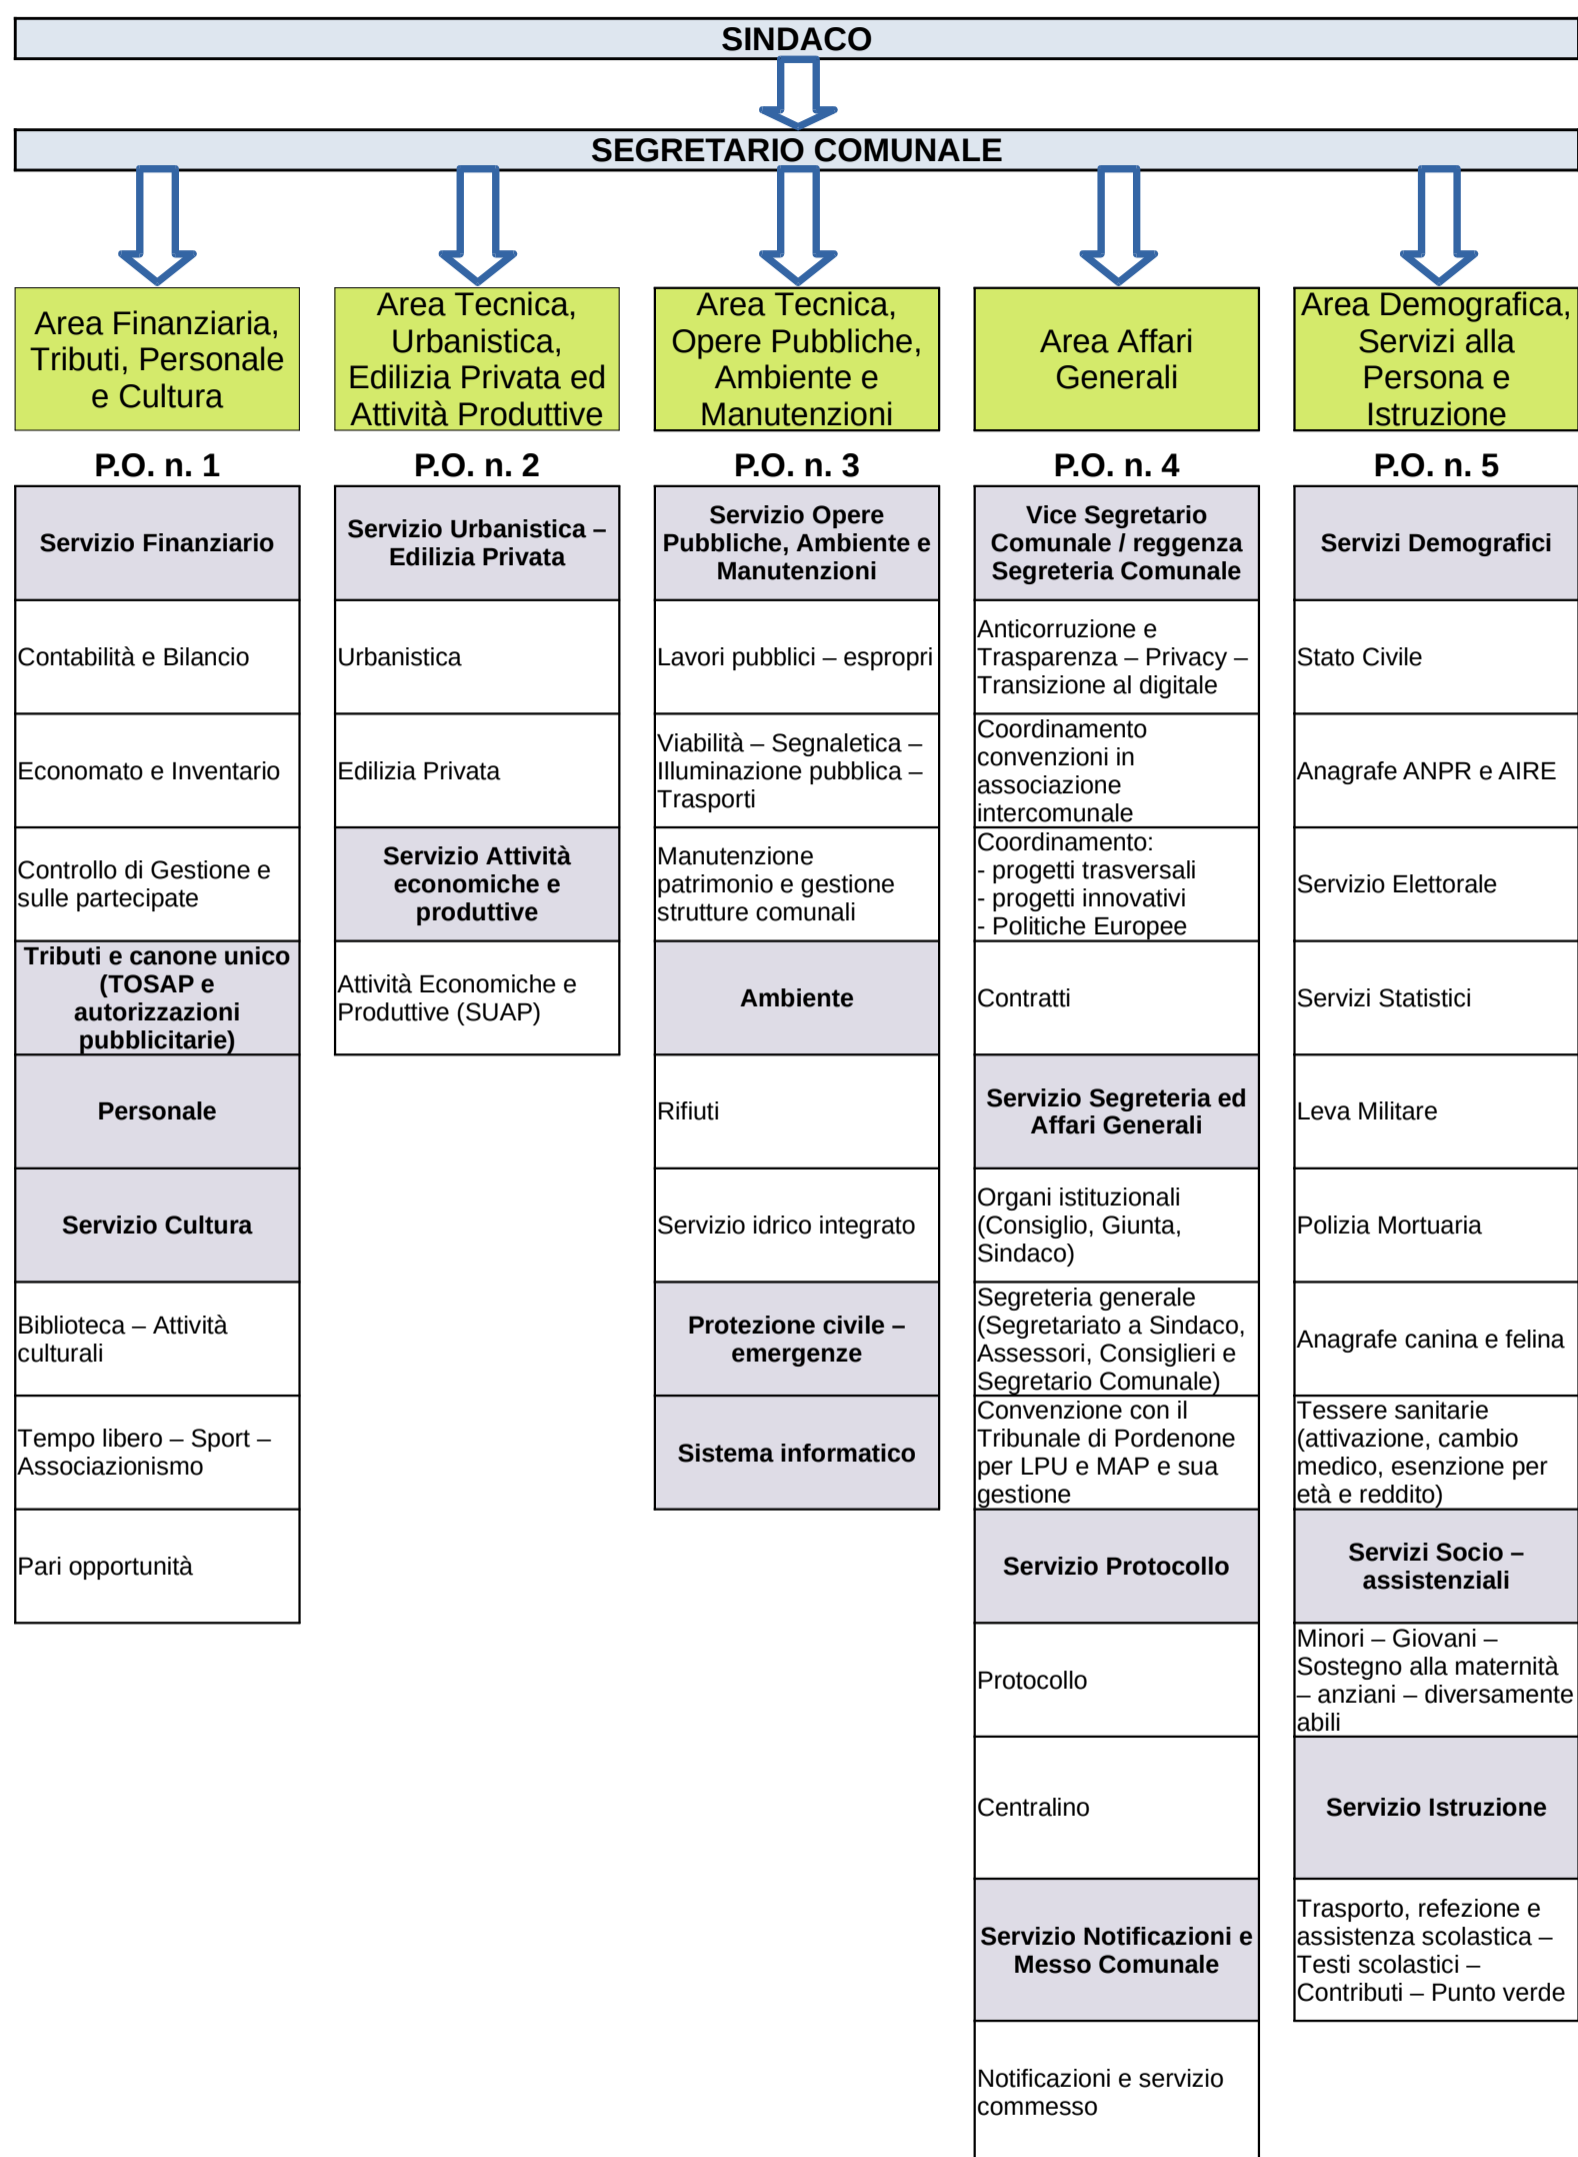 SINDACO
SEGRETARIO COMUNALE
Area Finanziaria,
Tributi, Personale
e Cultura
P.O. n. 1
Servizio Finanziario
Contabilità e Bilancio
Economato e Inventario
Controllo di Gestione e
sulle partecipate
Tributi e canone unico
(TOSAP e
autorizzazioni
pubblicitarie)
Personale
Servizio Cultura
Biblioteca – Attività
culturali
Tempo libero – Sport –
Associazionismo
Pari opportunità
Area Tecnica,
Urbanistica,
Edilizia Privata ed
Attività Produttive
P.O. n. 2
Servizio Urbanistica –
Edilizia Privata
Urbanistica
Edilizia Privata
Servizio Attività
economiche e
produttive
Attività Economiche e
Produttive (SUAP)
Area Tecnica,
Opere Pubbliche,
Ambiente e
Manutenzioni
P.O. n. 3
Servizio Opere
Pubbliche, Ambiente e
Manutenzioni
Lavori pubblici – espropri
Viabilità – Segnaletica –
Illuminazione pubblica –
Trasporti
Manutenzione
patrimonio e gestione
strutture comunali
Ambiente
Rifiuti
Servizio idrico integrato
Protezione civile –
emergenze
Sistema informatico
Area Affari
Generali
P.O. n. 4
Vice Segretario
Comunale / reggenza
Segreteria Comunale
Anticorruzione e
Trasparenza – Privacy –
Transizione al digitale
Coordinamento
convenzioni in
associazione
intercomunale
Coordinamento:
- progetti trasversali
- progetti innovativi
- Politiche Europee
Contratti
Servizio Segreteria ed
Affari Generali
Organi istituzionali
(Consiglio, Giunta,
Sindaco)
Segreteria generale
(Segretariato a Sindaco,
Assessori, Consiglieri e
Segretario Comunale)
Convenzione con il
Tribunale di Pordenone
per LPU e MAP e sua
gestione
Servizio Protocollo
Protocollo
Centralino
Servizio Notificazioni e
Messo Comunale
Notificazioni e servizio
commesso
Area Demografica,
Servizi alla
Persona e
Istruzione
P.O. n. 5
Servizi Demografici
Stato Civile
Anagrafe ANPR e AIRE
Servizio Elettorale
Servizi Statistici
Leva Militare
Polizia Mortuaria
Anagrafe canina e felina
Tessere sanitarie
(attivazione, cambio
medico, esenzione per
età e reddito)
Servizi Socio –
assistenziali
Minori – Giovani –
Sostegno alla maternità
– anziani – diversamente
abili
Servizio Istruzione
Trasporto, refezione e
assistenza scolastica –
Testi scolastici –
Contributi – Punto verde